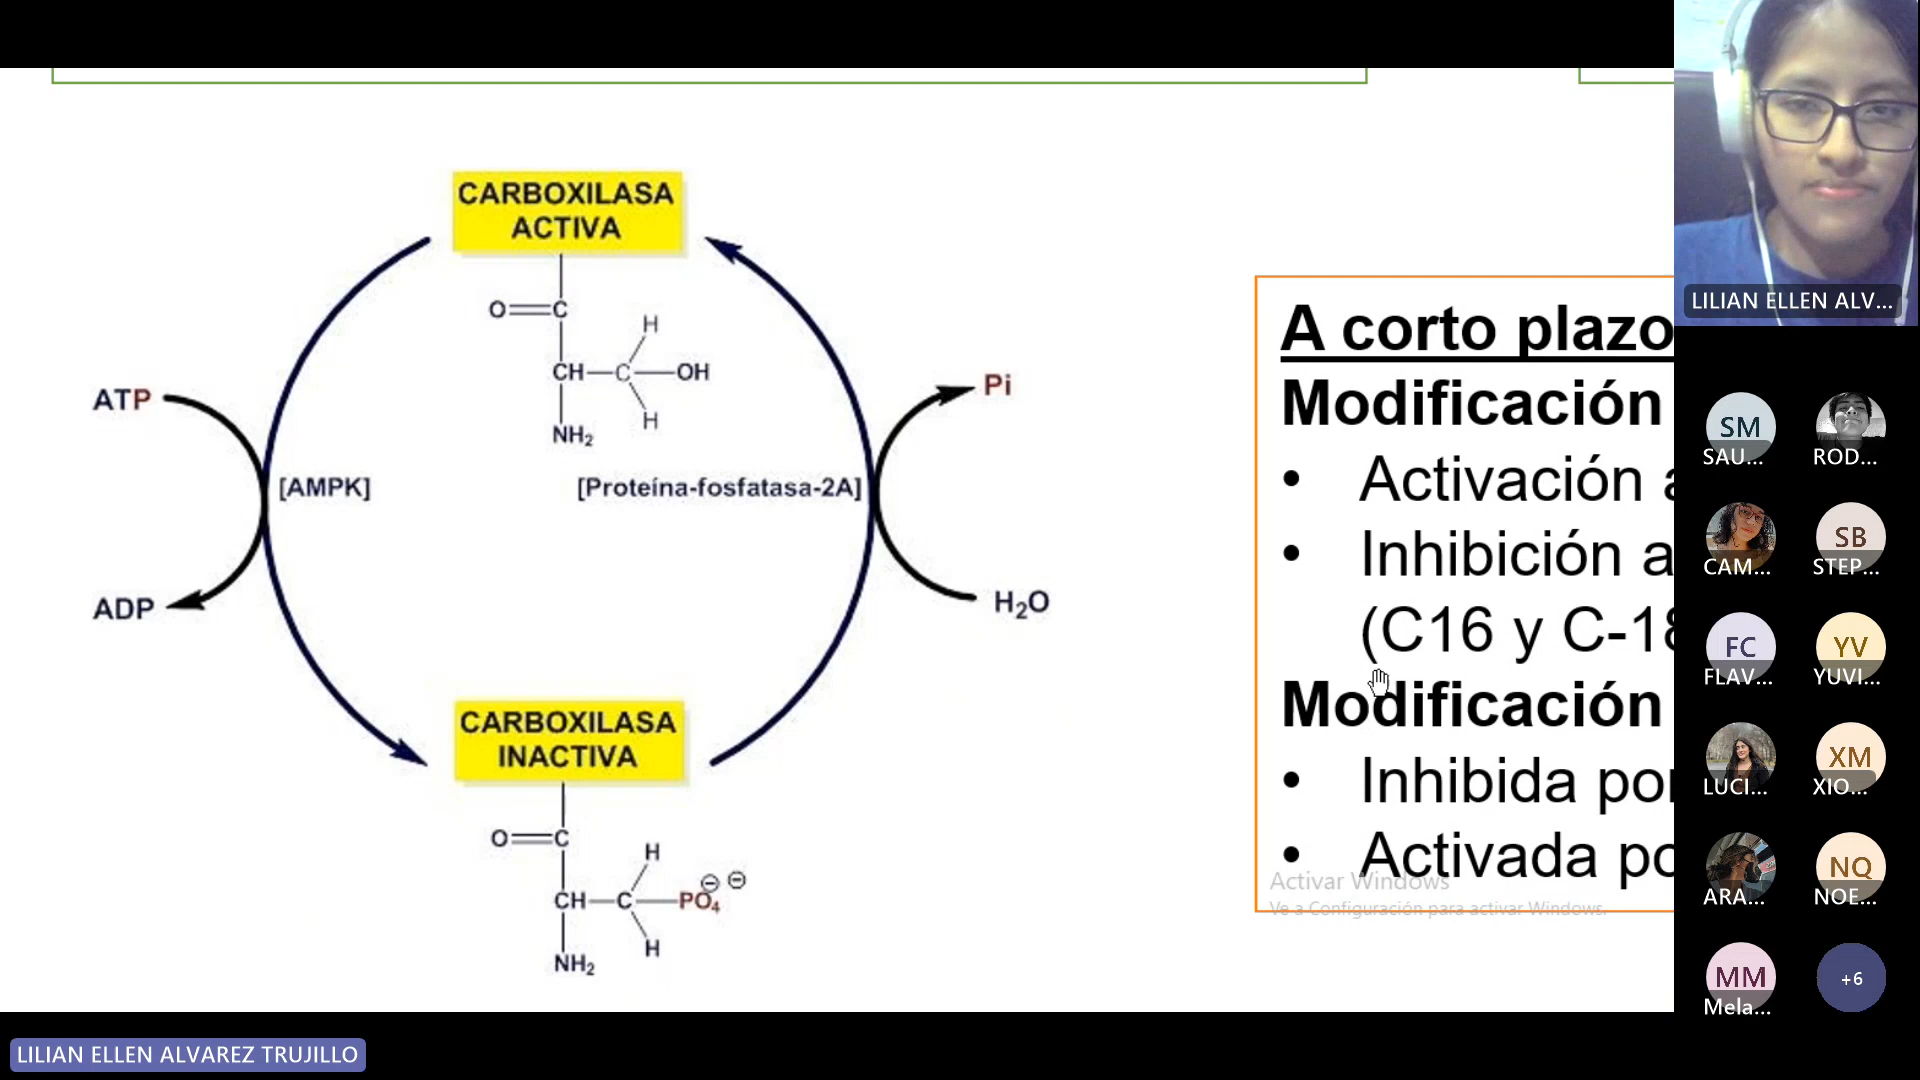 CARBOXILASA
ACTIVA
O
C
H
CH
C
OH
H
NH₂
ATP
ADP
[AMPK]
[Proteína-fosfatasa-2A]
Pi
H₂O
CARBOXILASA
INACTIVA
O
C
H
CH
C
PO₄
H
NH₂
A corto plazo
Modificación
• Activación
• Inhibición a
(C16 y C-18
Modificación
• Inhibida por
• Activada po
Activar Windows
Ve a Configuración para activar Windows.
LILIAN ELLEN ALV...
SM
SAU...
ROD...
CAM...
SB
STEP...
FC
FLAV...
YV
YUVI...
LUCI...
XM
XIO...
ARA...
NQ
NOE...
MM
Mela...
+6
LILIAN ELLEN ALVAREZ TRUJILLO